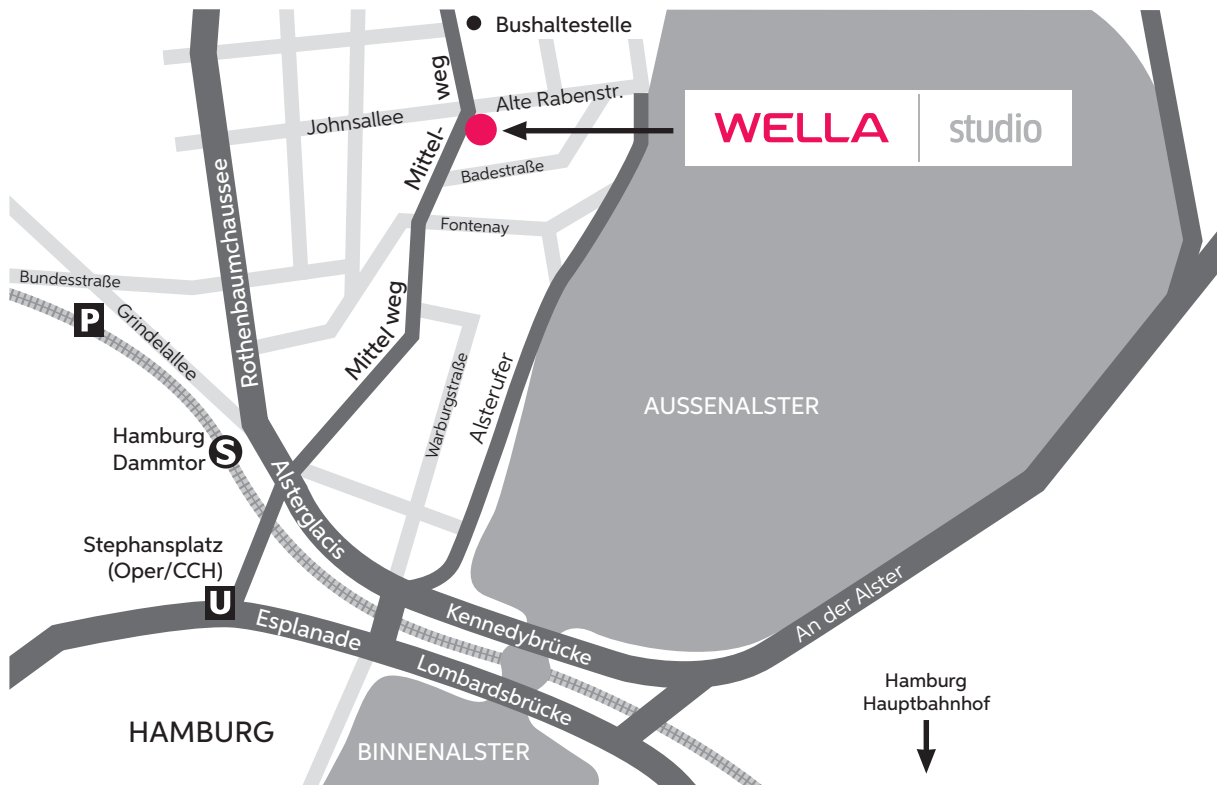 Bushaltestelle
Mittel-
weg
Alte Rabenstr.
Johnsallee
WELLA studio
Badestraße
Fontenay
Rothenbaumchaussee
Bundesstraße
P
Grindelallee
Mittelweg
Warburgstraße
Alsterufer
AUSSENALSTER
Hamburg
Dammtor
S
Alsterglacis
Stephansplatz
(Oper/CCH)
U
Esplanade
Kennedybrücke
Lombardsbrücke
An der Alster
Hamburg
Hauptbahnhof
HAMBURG
BINNENALSTER